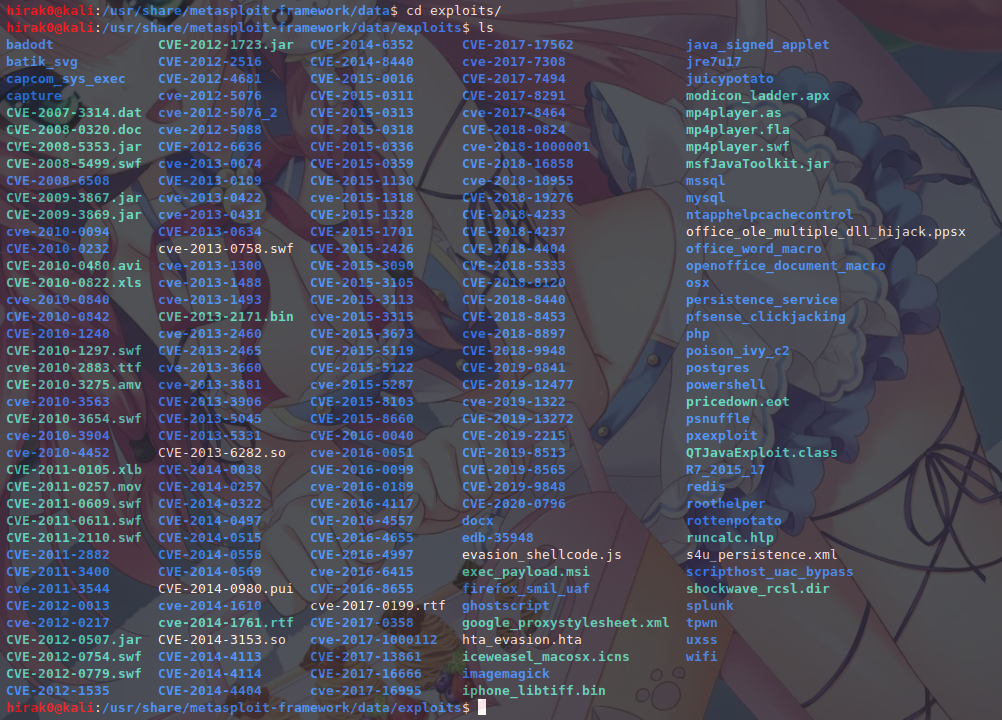 hirak0@kali:/usr/share/metasploit-framework/data$ cd exploits/
hirak0@kali:/usr/share/metasploit-framework/data/exploits$ ls
badodt CVE-2012-1723.jar CVE-2014-6352 CVE-2017-17562 java_signed_applet
batik_svg CVE-2012-2516 CVE-2014-8440 cve-2017-7308 jre7u17
capcom_sys_exec CVE-2012-4681 CVE-2015-0016 CVE-2017-7494 juicypotato
capture cve-2012-5076 CVE-2015-0311 CVE-2017-8291 modicon_ladder.apx
CVE-2007-3314.dat cve-2012-5076_2 CVE-2015-0313 cve-2017-8464 mp4player.as
CVE-2008-0320.doc cve-2012-5088 CVE-2015-0318 CVE-2018-0824 mp4player.fla
CVE-2008-5353.jar CVE-2012-6636 CVE-2015-0336 cve-2018-1000001 mp4player.swf
CVE-2008-5499.swf cve-2013-0074 CVE-2015-0359 CVE-2018-16858 msfJavaToolkit.jar
CVE-2008-6508 CVE-2013-0109 CVE-2015-1130 cve-2018-18955 mssql
CVE-2009-3867.jar cve-2013-0422 CVE-2015-1318 CVE-2018-19276 mysql
CVE-2009-3869.jar cve-2013-0431 CVE-2015-1328 CVE-2018-4233 ntapphelpcachecontrol
cve-2010-0094 CVE-2013-0634 CVE-2015-1701 CVE-2018-4237 office_ole_multiple_dll_hijack.ppsx
CVE-2010-0232 cve-2013-0758.swf CVE-2015-2426 CVE-2018-4404 office_word_macro
CVE-2010-0480.avi cve-2013-1300 CVE-2015-3090 CVE-2018-5333 openoffice_document_macro
CVE-2010-0822.xls cve-2013-1488 CVE-2015-3105 CVE-2018-8120 osx
cve-2010-0840 cve-2013-1493 CVE-2015-3113 CVE-2018-8440 persistence_service
CVE-2010-0842 CVE-2013-2171.bin cve-2015-3315 CVE-2018-8453 pfsense_clickjacking
CVE-2010-1240 cve-2013-2460 CVE-2015-3673 CVE-2018-8897 php
CVE-2010-1297.swf CVE-2013-2465 CVE-2015-5119 CVE-2018-9948 poison_ivy_c2
cve-2010-2883.ttf cve-2013-3660 CVE-2015-5122 CVE-2019-0841 postgres
CVE-2010-3275.amv cve-2013-3881 cve-2015-5287 CVE-2019-12477 powershell
cve-2010-3563 CVE-2013-3906 CVE-2015-8103 cve-2019-1322 pricedown.eot
CVE-2010-3654.swf CVE-2013-5045 CVE-2015-8660 CVE-2019-13272 psnuffle
cve-2010-3904 CVE-2013-5331 CVE-2016-0040 CVE-2019-2215 pxexploit
cve-2010-4452 CVE-2013-6282.so cve-2016-0051 CVE-2019-8513 QTJavaExploit.class
CVE-2011-0105.xlb CVE-2014-0038 CVE-2016-0099 CVE-2019-8565 R7_2015_17
CVE-2011-0257.mov CVE-2014-0257 cve-2016-0189 CVE-2019-9848 redis
CVE-2011-0609.swf CVE-2014-0322 CVE-2016-4117 CVE-2020-0796 roothelper
CVE-2011-0611.swf CVE-2014-0497 CVE-2016-4557 docx rottenpotato
CVE-2011-2110.swf CVE-2014-0515 CVE-2016-4655 edb-35948 runcalc.hlp
CVE-2011-2882 CVE-2014-0556 CVE-2016-4997 evasion_shellcode.js s4u_persistence.xml
CVE-2011-3400 CVE-2014-0569 cve-2016-6415 exec_payload.msi scripthost_uac_bypass
cve-2011-3544 CVE-2014-0980.pui CVE-2016-8655 firefox_smil_uaf shockwave_rcsl.dir
CVE-2012-0013 cve-2014-1610 cve-2017-0199.rtf ghostscript splunk
cve-2012-0217 cve-2014-1761.rtf CVE-2017-0358 google_proxystylesheet.xml tpwn
CVE-2012-0507.jar CVE-2014-3153.so cve-2017-1000112 hta_evasion.hta uxss
CVE-2012-0754.swf CVE-2014-4113 CVE-2017-13861 iceweasel_macosx.icns wifi
CVE-2012-0779.swf CVE-2014-4114 CVE-2017-16666 imagemagick
CVE-2012-1535 CVE-2014-4404 cve-2017-16995 iphone_libtiff.bin
hirak0@kali:/usr/share/metasploit-framework/data/exploits$